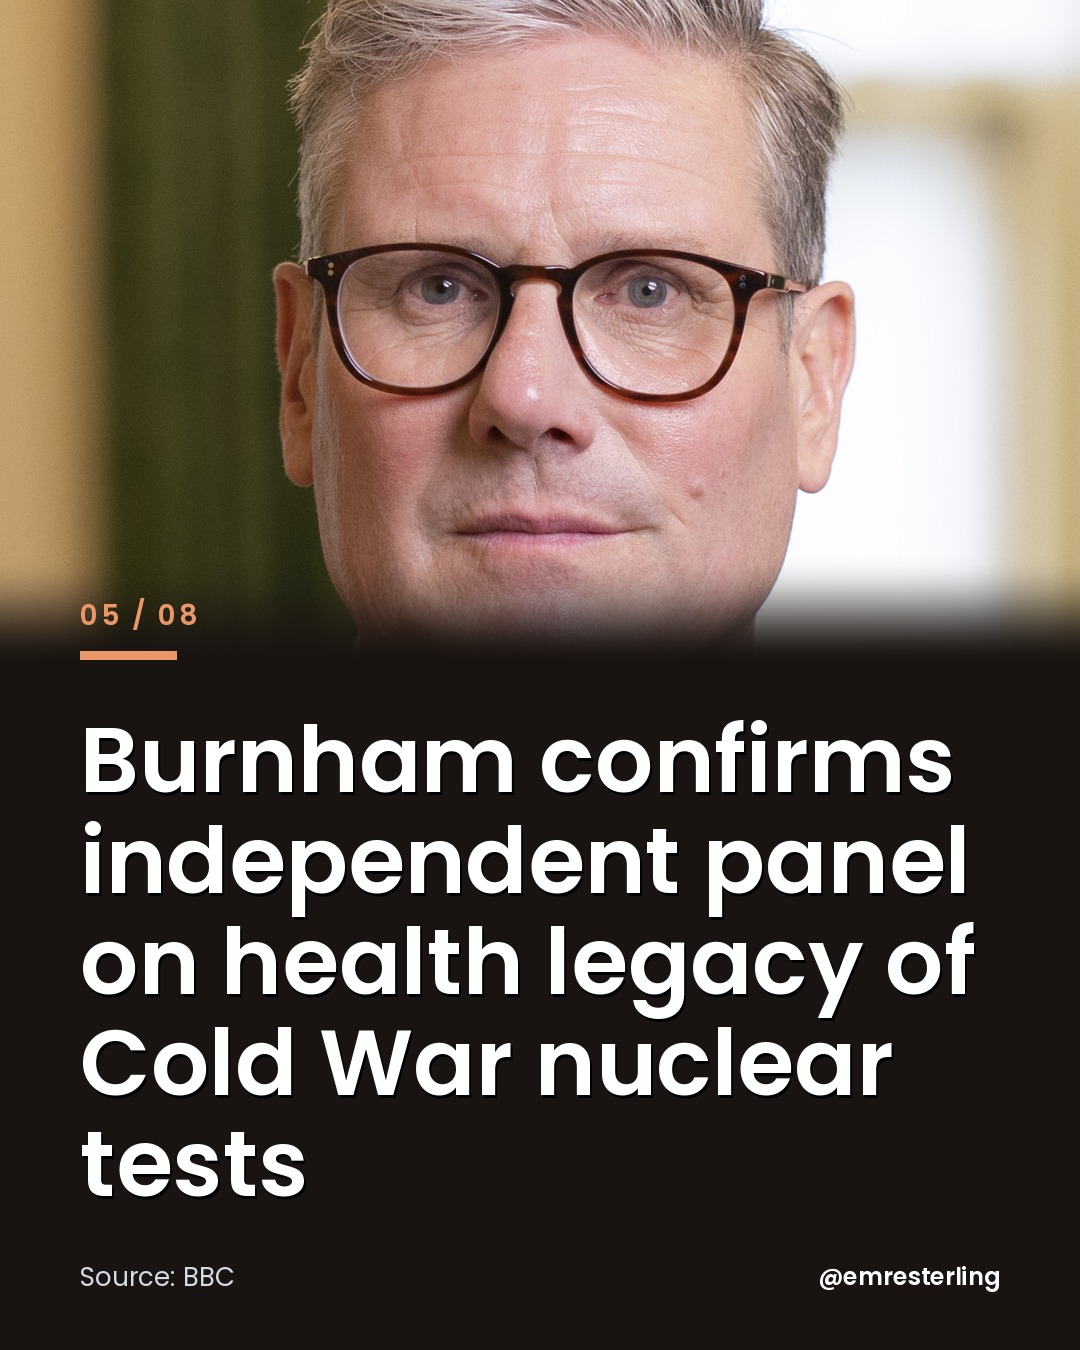 05 / 08
Burnham confirms
independent panel
on health legacy of
Cold War nuclear
tests
Source: BBC
@emresterling